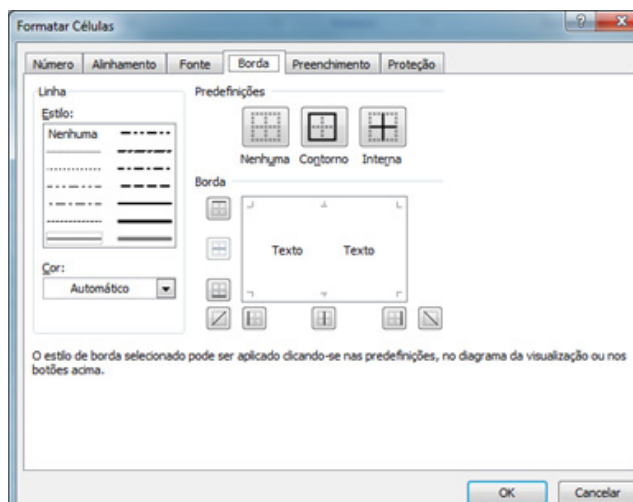 Formatar Células
Número Alinhamento Fonte Borda Preenchimento Proteção
Linha
Estilo:
Nenhuma
Cor:
Automático
Predefinições
Nenhuma Contorno Interna
Borda
Texto Texto
O estilo de borda selecionado pode ser aplicado clicando-se nas predefinições, no diagrama da visualização ou nos
botões acima.
OK Cancelar